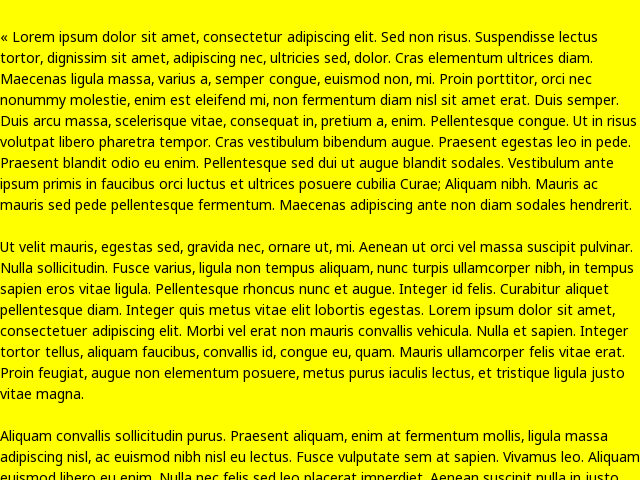 « Lorem ipsum dolor sit amet, consectetur adipiscing elit. Sed non risus. Suspendisse lectus
tortor, dignissim sit amet, adipiscing nec, ultricies sed, dolor. Cras elementum ultrices diam.
Maecenas ligula massa, varius a, semper congue, euismod non, mi. Proin porttitor, orci nec
nonummy molestie, enim est eleifend mi, non fermentum diam nisl sit amet erat. Duis semper.
Duis arcu massa, scelerisque vitae, consequat in, pretium a, enim. Pellentesque congue. Ut in risus
volutpat libero pharetra tempor. Cras vestibulum bibendum augue. Praesent egestas leo in pede.
Praesent blandit odio eu enim. Pellentesque sed dui ut augue blandit sodales. Vestibulum ante
ipsum primis in faucibus orci luctus et ultrices posuere cubilia Curae; Aliquam nibh. Mauris ac
mauris sed pede pellentesque fermentum. Maecenas adipiscing ante non diam sodales hendrerit.
Ut velit mauris, egestas sed, gravida nec, ornare ut, mi. Aenean ut orci vel massa suscipit pulvinar.
Nulla sollicitudin. Fusce varius, ligula non tempus aliquam, nunc turpis ullamcorper nibh, in tempus
sapien eros vitae ligula. Pellentesque rhoncus nunc et augue. Integer id felis. Curabitur aliquet
pellentesque diam. Integer quis metus vitae elit lobortis egestas. Lorem ipsum dolor sit amet,
consectetuer adipiscing elit. Morbi vel erat non mauris convallis vehicula. Nulla et sapien. Integer
tortor tellus, aliquam faucibus, convallis id, congue eu, quam. Mauris ullamcorper felis vitae erat.
Proin feugiat, augue non elementum posuere, metus purus iaculis lectus, et tristique ligula justo
vitae magna.
Aliquam convallis sollicitudin purus. Praesent aliquam, enim at fermentum mollis, ligula massa
adipiscing nisl, ac euismod nibh nisl eu lectus. Fusce vulputate sem at sapien. Vivamus leo. Aliquam
euismod libero eu enim. Nulla nec felis sed leo placerat imperdiet. Aenean suscipit nulla in justo